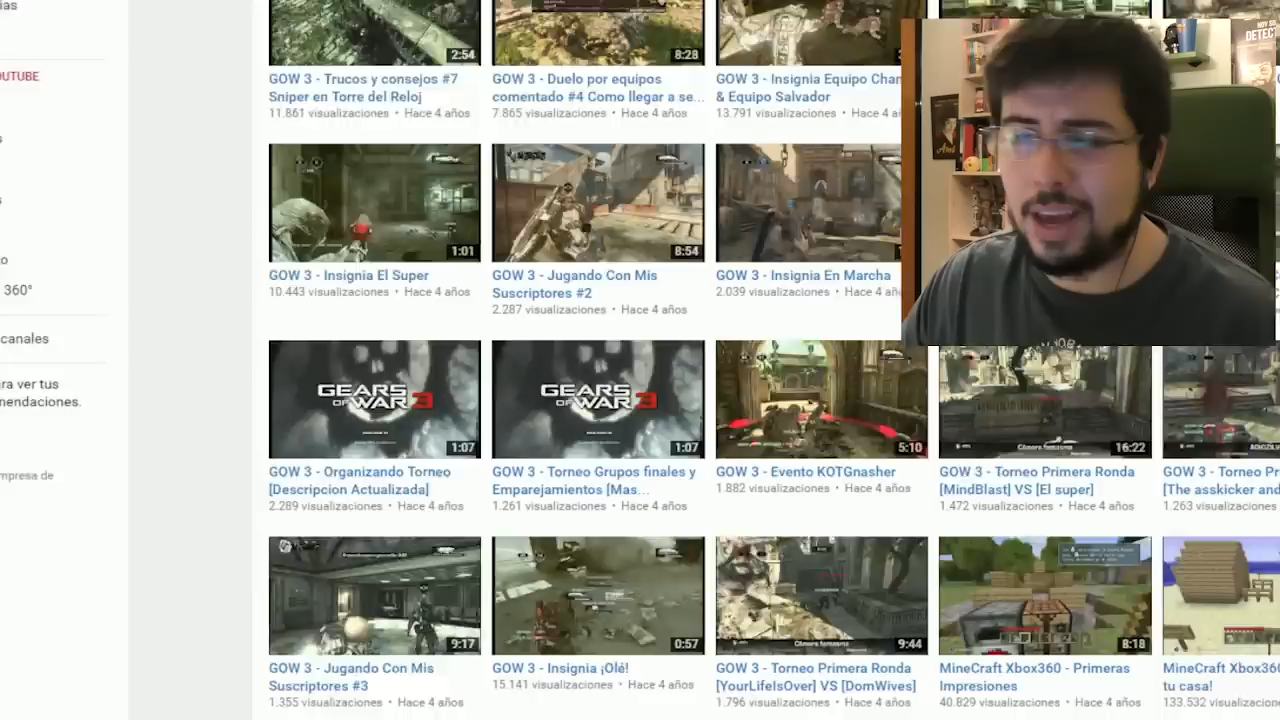 ias
OUTUBE
360°
canales
ra ver tus
nendaciones.
mpresa de
2:54
8:28
GOW 3 - Trucos y consejos #7
Sniper en Torre del Reloj
11.861 visualizaciones • Hace 4 años
GOW 3 - Duelo por equipos
comentado #4 Como llegar a se...
7.865 visualizaciones • Hace 4 años
GOW 3 - Insignia Equipo Cham
& Equipo Salvador
13.791 visualizaciones • Hace 4 a
1:01
8:54
GOW 3 - Insignia El Super
10.443 visualizaciones • Hace 4 años
GOW 3 - Jugando Con Mis
Suscriptores #2
2.287 visualizaciones • Hace 4 años
GOW 3 - Insignia En Marcha
2.039 visualizaciones • Hace 4 añ
GEARS
OF WAR 3
1:07
GEARS
OF WAR 3
1:07
5:10
Cámara fantasma
16:22
GOW 3 - Organizando Torneo
[Descripcion Actualizada]
2.289 visualizaciones • Hace 4 años
GOW 3 - Torneo Grupos finales y
Emparejamientos [Mas...
1.261 visualizaciones • Hace 4 años
GOW 3 - Evento KOTGnasher
1.882 visualizaciones • Hace 4 años
GOW 3 - Torneo Primera Ronda
[MindBlast] VS [El super]
1.472 visualizaciones • Hace 4 años
GOW 3 - Torneo Pr
[The asskicker and
1.263 visualizacion
9:17
0:57
Cámara fantasma
9:44
8:18
GOW 3 - Jugando Con Mis
Suscriptores #3
1.355 visualizaciones • Hace 4 años
GOW 3 - Insignia ¡Olé!
15.141 visualizaciones • Hace 4 años
GOW 3 - Torneo Primera Ronda
[YourLifeIsOver] VS [DomWives]
1.796 visualizaciones • Hace 4 años
MineCraft Xbox360 - Primeras
Impresiones
40.829 visualizaciones • Hace 4 años
MineCraft Xbox360
tu casa!
133.532 visualizacio